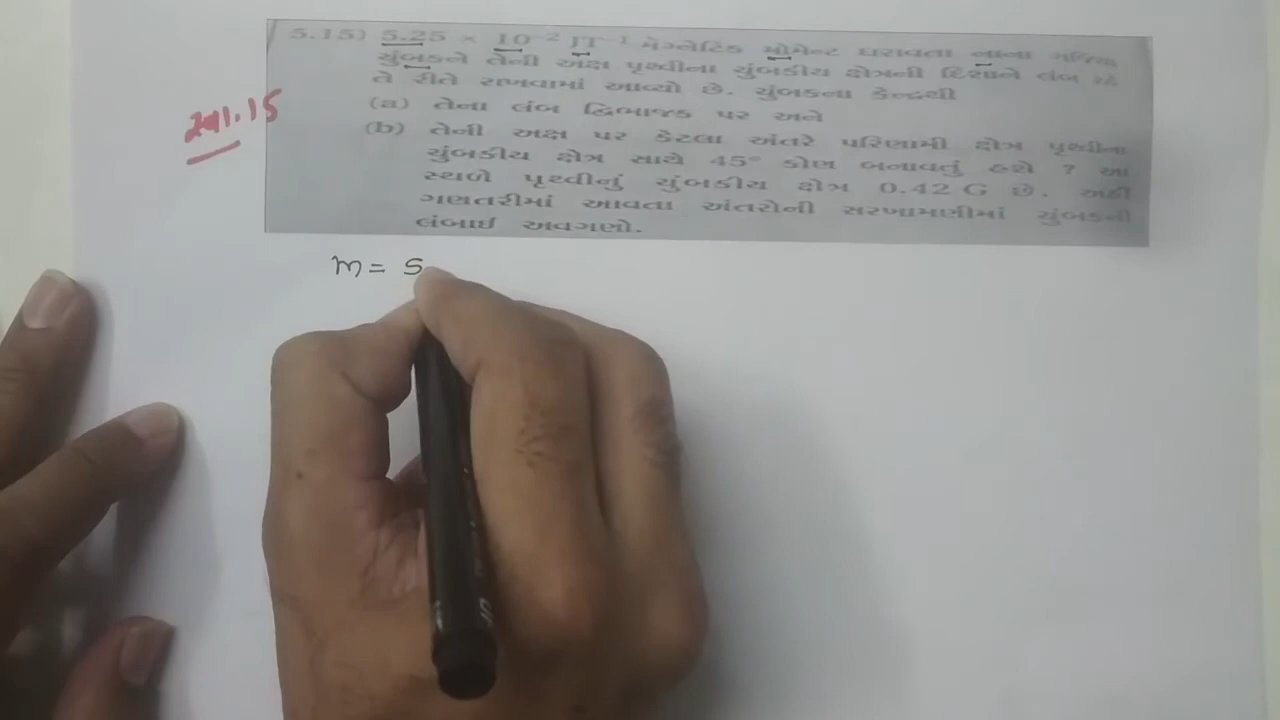 5.15) 5.25 × 10⁻² JT⁻¹ મેગ્નેટિક મોમેન્ટ ધરાવતા નાના ગજિયા
ચુંબકને તેની અક્ષ પૃથ્વીના ચુંબકીય ક્ષેત્રની દિશાને લંબ રહે
તે રીતે રાખવામાં આવ્યો છે. ચુંબકના કેન્દ્રથી
(a) તેના લંબ દ્વિભાજક પર અને
(b) તેની અક્ષ પર કેટલા અંતરે પરિણામી ક્ષેત્ર પૃથ્વીના
ચુંબકીય ક્ષેત્ર સાથે 45° કોણ બનાવતું હશે ? આ
સ્થળે પૃથ્વીનું ચુંબકીય ક્ષેત્ર 0.42 G છે. અહીં
ગણતરીમાં આવતા અંતરોની સરખામણીમાં ચુંબકની
લંબાઈ અવગણો.
m = 5